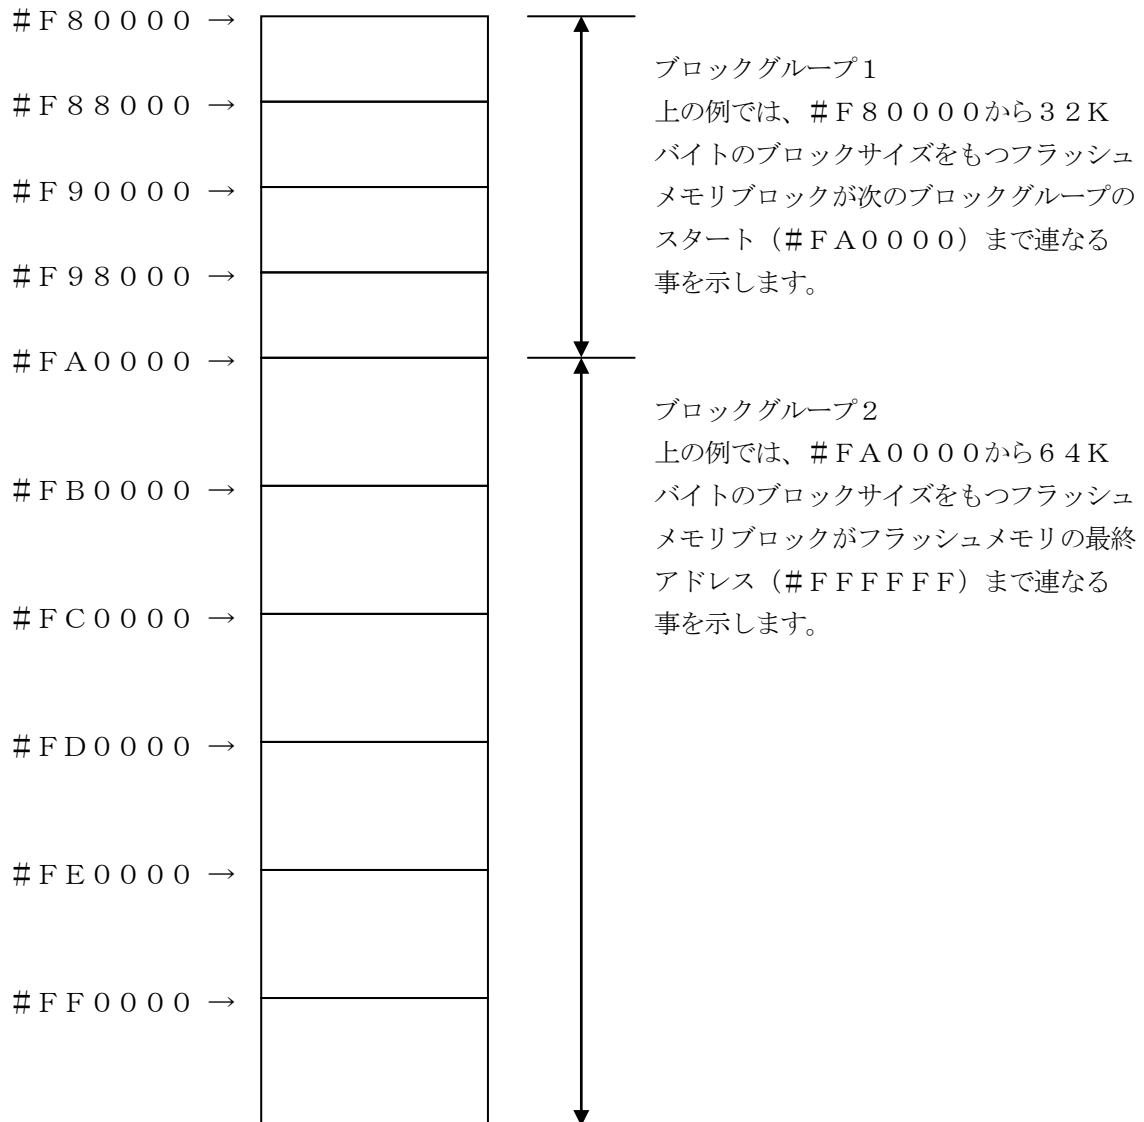 #F80000 →
#F88000 →
#F90000 →
#F98000 →
#FA0000 →
#FB0000 →
#FC0000 →
#FD0000 →
#FE0000 →
#FF0000 →
ブロックグループ1
上の例では、#F80000から32K
バイトのブロックサイズをもつフラッシュ
メモリブロックが次のブロックグループの
スタート(#FA0000)まで連なる
事を示します。
ブロックグループ2
上の例では、#FA0000から64K
バイトのブロックサイズをもつフラッシュ
メモリブロックがフラッシュメモリの最終
アドレス(#FFFFFF)まで連なる
事を示します。